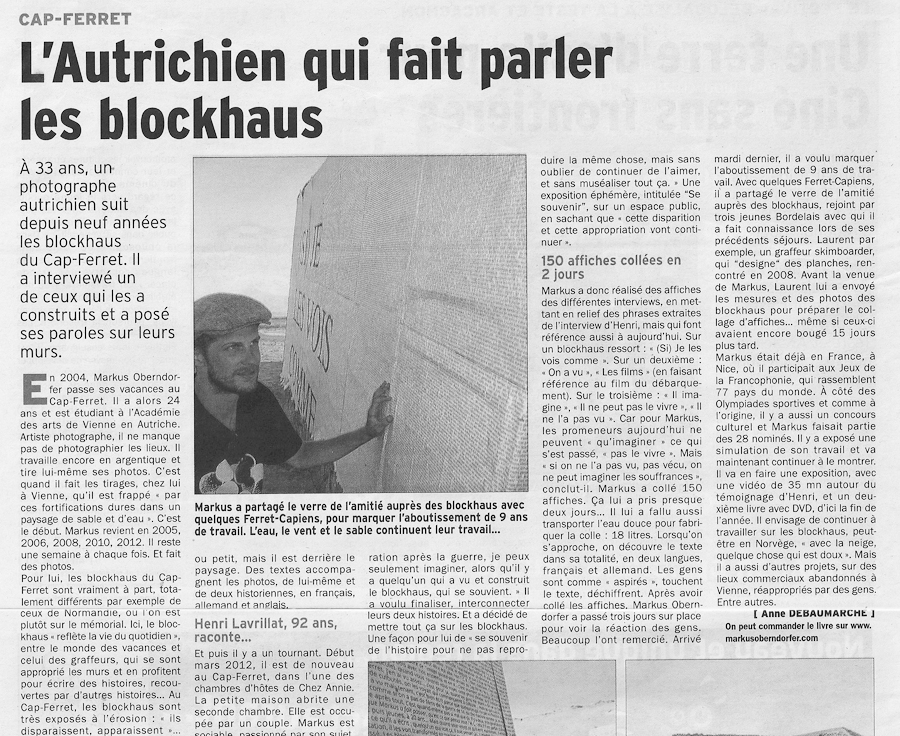 CAP-FERRET
L'Autrichien qui fait parler
les blockhaus
À 33 ans, un
photographe
autrichien suit
depuis neuf années
les blockhaus
du Cap-Ferret. Il
a interviewé un
de ceux qui les a
construits et a posé
ses paroles sur leurs
murs.
En 2004, Markus Oberndor-
fer passe ses vacances au
Cap-Ferret. Il a alors 24
ans et est étudiant à l'Académie
des arts de Vienne en Autriche.
Artiste photographe, il ne manque
pas de photographier les lieux. Il
travaille encore en argentique et
tire lui-même ses photos. C'est
quand il fait les tirages, chez lui
à Vienne, qu'il est frappé « par
ces fortifications dures dans un
paysage de sable et d'eau ». C'est
le début. Markus revient en 2005,
2006, 2008, 2010, 2012. Il reste
une semaine à chaque fois. Et fait
des photos.
Pour lui, les blockhaus du Cap-
Ferret sont vraiment à part, tota-
lement différents par exemple de
ceux de Normandie, où l'on est
plutôt sur le mémorial. Ici, le bloc-
khaus « reflète la vie du quotidien »,
entre le monde des vacances et
celui des graffeurs, qui se sont
approprié les murs et en profitent
pour écrire des histoires, recou-
vertes par d'autres histoires... Au
Cap-Ferret, les blockhaus sont
très exposés à l'érosion : « ils
disparaissent, apparaissent »...
Markus a partagé le verre de l'amitié auprès des blockhaus avec
quelques Ferret-Capiens, pour marquer l'aboutissement de 9 ans
de travail. L'eau, le vent et le sable continuent leur travail...
ou petit, mais il est derrière le
paysage. Des textes accompa-
gnent les photos, de lui-même et
de deux historiennes, en français,
allemand et anglais.
Henri Lavrillat, 92 ans,
raconte...
Et puis il y a un tournant. Début
mars 2012, il est de nouveau
au Cap-Ferret, dans l'une des
chambres d'hôtes de Chez Annie.
La petite maison abrite une
seconde chambre. Elle est occu-
pée par un couple. Markus est
sociable, passionné par son sujet,
ration après la guerre, je peux
seulement imaginer, alors qu'il y
a quelqu'un qui a vu et construit
le blockhaus, qui se souvient. » Il
a voulu finaliser, interconnecter
leurs deux histoires. Et a décidé de
mettre tout ça sur les blockhaus.
Une façon pour lui de « se souvenir
de l'histoire pour ne pas repro-
duire la même chose, mais sans
oublier de continuer de l'aimer,
et sans muséaliser tout ça. » Une
exposition éphémère, intitulée "Se
souvenir", sur un espace public,
en sachant que « cette disparition
et cette appropriation vont conti-
nuer ».
150 affiches collées en
2 jours
Markus a donc réalisé des affiches
des différentes interviews, en met-
tant en relief des phrases extraites
de l'interview d'Henri, mais qui font
référence aussi à aujourd'hui. Sur
un blockhaus ressort : « (Si) Je les
vois comme ». Sur un deuxième :
« On a vu », « Les films » (en faisant
référence au film du débarque-
ment). Sur le troisième : « Il ima-
gine », « Il ne peut pas le vivre », « Il
ne l'a pas vu ». Car pour Markus,
les promeneurs aujourd'hui ne
peuvent « qu'imaginer » ce qui
s'est passé, « pas le vivre ». Mais
« si on ne l'a pas vu, pas vécu, on
ne peut imaginer les souffrances »,
conclut-il. Markus a collé 150
affiches. Ça lui a pris presque
deux jours... Il lui a fallu aussi
transporter l'eau douce pour fabri-
quer la colle : 18 litres. Lorsqu'on
s'approche, on découvre le texte
dans sa totalité, en deux langues,
français et allemand. Les gens
sont comme « aspirés », touchent
le texte, déchiffrent. Après avoir
collé les affiches, Markus Obern-
dorfer a passé trois jours sur place
pour voir la réaction des gens.
Beaucoup l'ont remercié. Arrivé
mardi dernier, il a voulu marquer
l'aboutissement de 9 ans de tra-
vail. Avec quelques Ferret-Capiens,
il a partagé le verre de l'amitié
auprès des blockhaus, rejoint par
trois jeunes Bordelais avec qui il
a fait connaissance lors de ses
précédents séjours. Laurent par
exemple, un graffeur skimboarder,
qui "designe" des planches, ren-
contré en 2008. Avant la venue
de Markus, Laurent lui a envoyé
les mesures et des photos des
blockhaus pour préparer le col-
lage d'affiches... même si ceux-ci
avaient encore bougé 15 jours
plus tard.
Markus était déjà en France, à
Nice, où il participait aux Jeux de
la Francophonie, qui rassemblent
77 pays du monde. À côté des
Olympiades sportives et comme à
l'origine, il y a aussi un concours
culturel et Markus faisait partie
des 28 nominés. Il y a exposé une
simulation de son travail et va
maintenant continuer à le montrer.
Il va en faire une exposition, avec
une vidéo de 35 mn autour du
témoignage d'Henri, et un deu-
xième livre avec DVD, d'ici la fin de
l'année. Il envisage de continuer à
travailler sur les blockhaus, peut-
être en Norvège, « avec la neige,
quelque chose qui est doux ». Mais
il a aussi d'autres projets, sur des
lieux commerciaux abandonnés à
Vienne, réappropriés par des gens.
Entre autres.
[ Anne DEBAUMARCHÉ ]
On peut commander le livre sur www.
markusoberndorfer.com